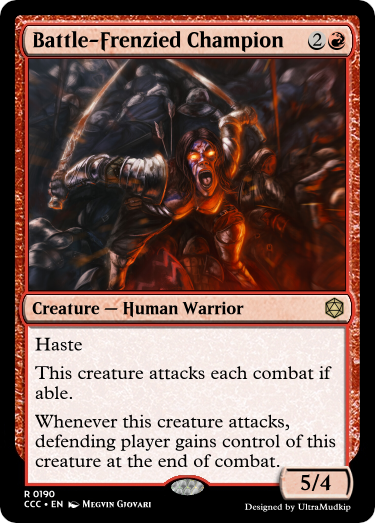 Battle-Frenzied Champion 2
Creature — Human Warrior
Haste
This creature attacks each combat if
able.
Whenever this creature attacks,
defending player gains control of this
creature at the end of combat.
5/4
R 0190
CCC • EN Megvin Giovari
Designed by UltraMudkip